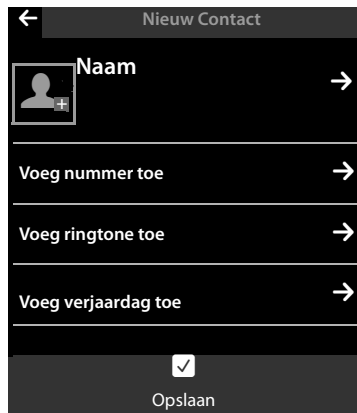 Nieuw Contact
Naam
Voeg nummer toe
Voeg ringtone toe
Voeg verjaardag toe
Opslaan